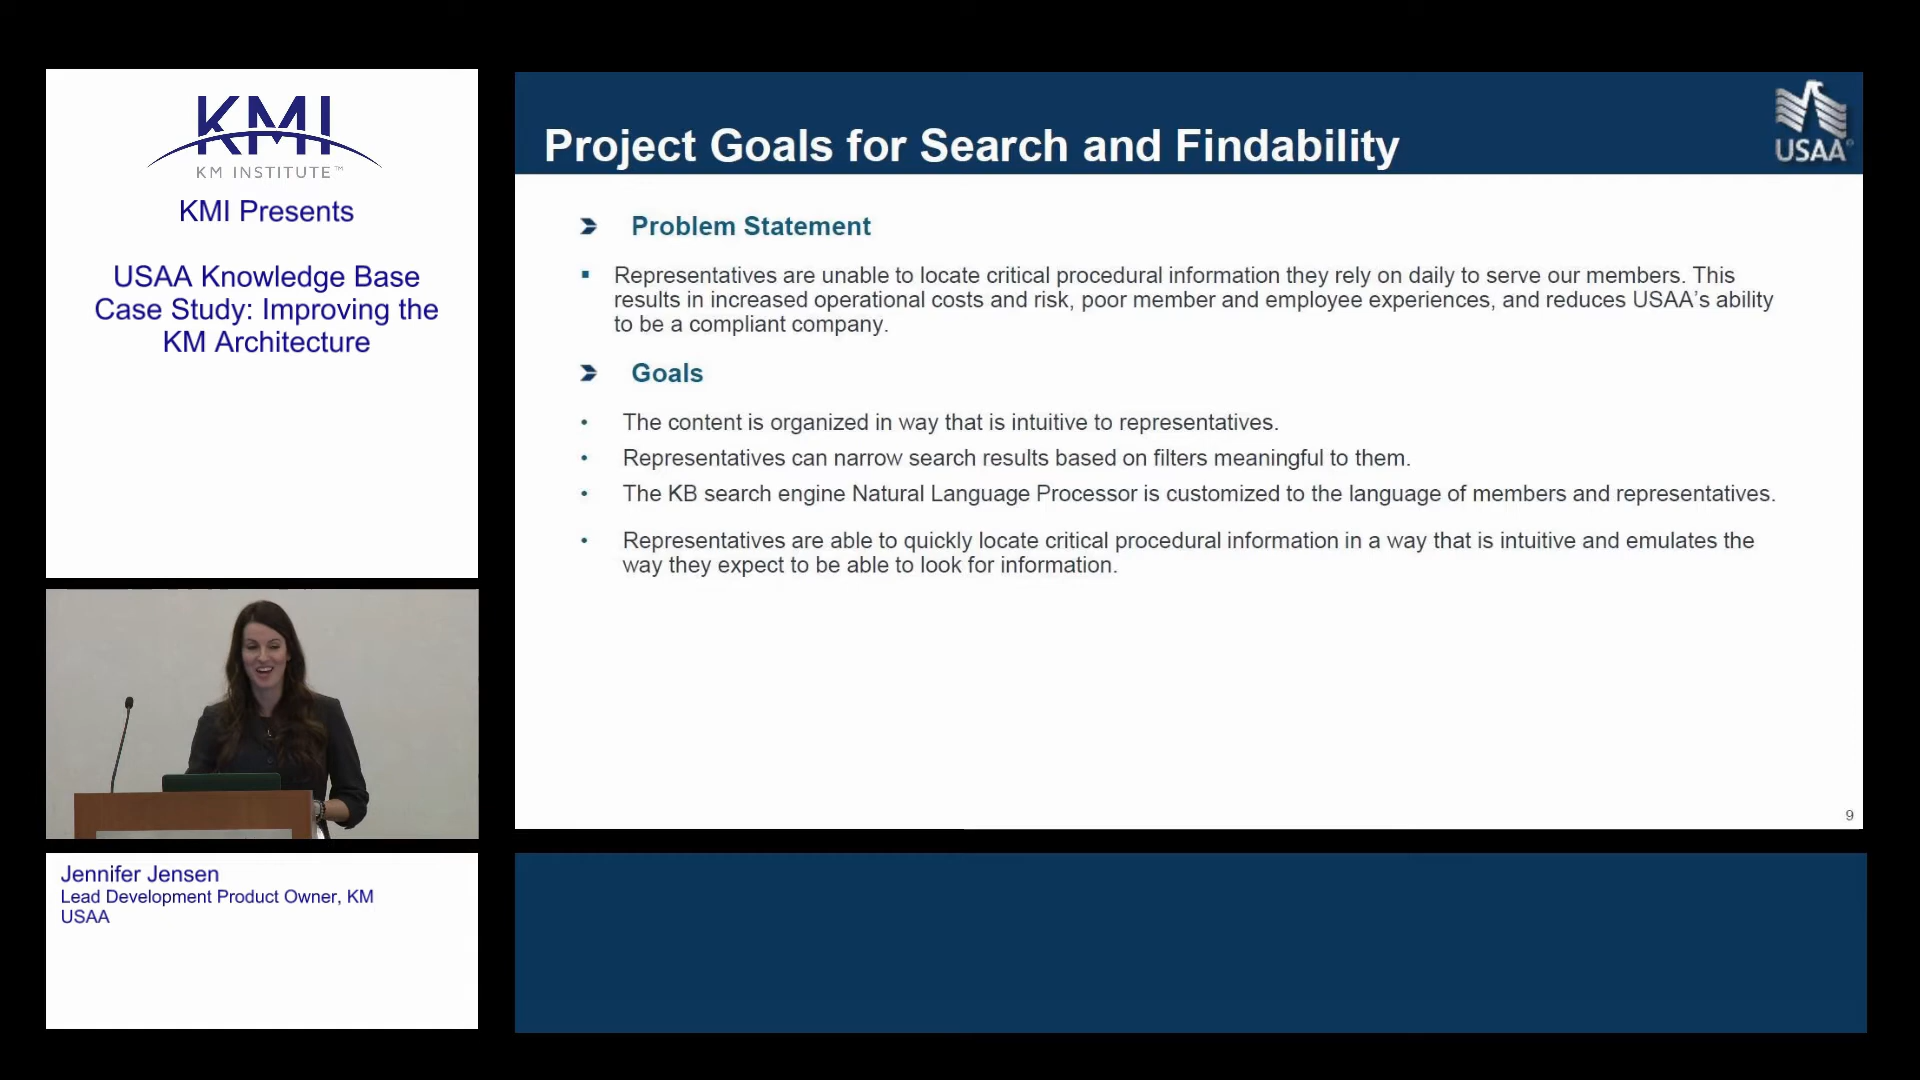 KMI
KM INSTITUTE™
KMI Presents
USAA Knowledge Base
Case Study: Improving the
KM Architecture
Jennifer Jensen
Lead Development Product Owner, KM
USAA
Project Goals for Search and Findability
USAA®
Problem Statement
Representatives are unable to locate critical procedural information they rely on daily to serve our members. This
results in increased operational costs and risk, poor member and employee experiences, and reduces USAA's ability
to be a compliant company.
Goals
The content is organized in way that is intuitive to representatives.
Representatives can narrow search results based on filters meaningful to them.
The KB search engine Natural Language Processor is customized to the language of members and representatives.
Representatives are able to quickly locate critical procedural information in a way that is intuitive and emulates the
way they expect to be able to look for information.
9